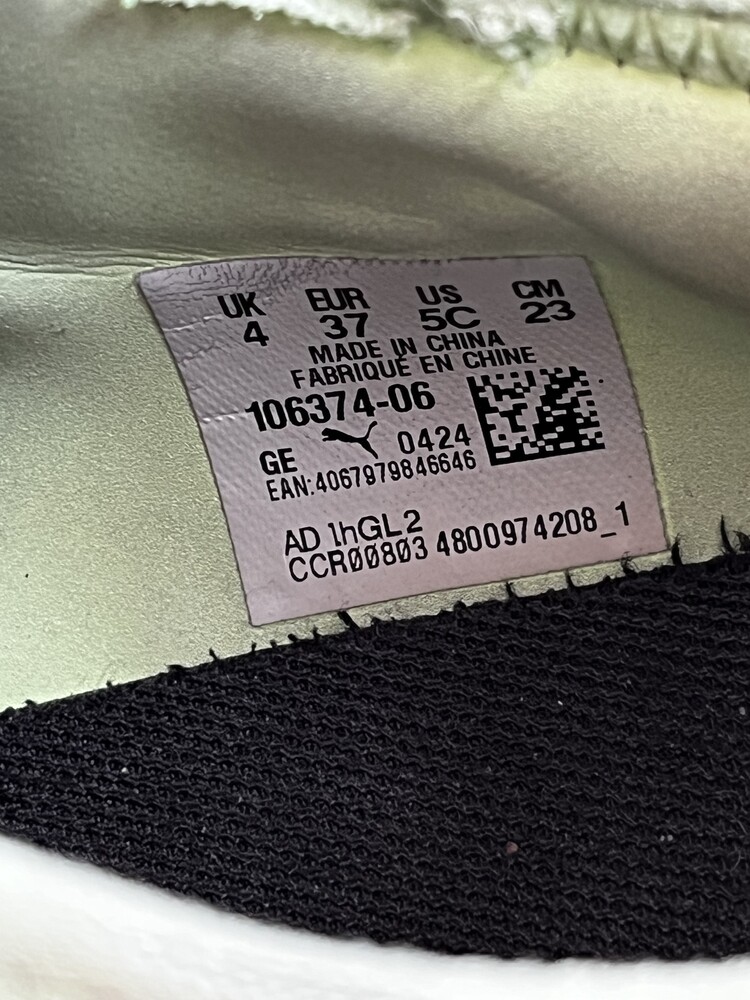 UK EUR US CM
4 37 5C 23
MADE IN CHINA
FABRIQUÉ EN CHINE
106374-06
GE 0424
EAN:4067979846646
AD 1hGL2
CCR00803 4800974208_1